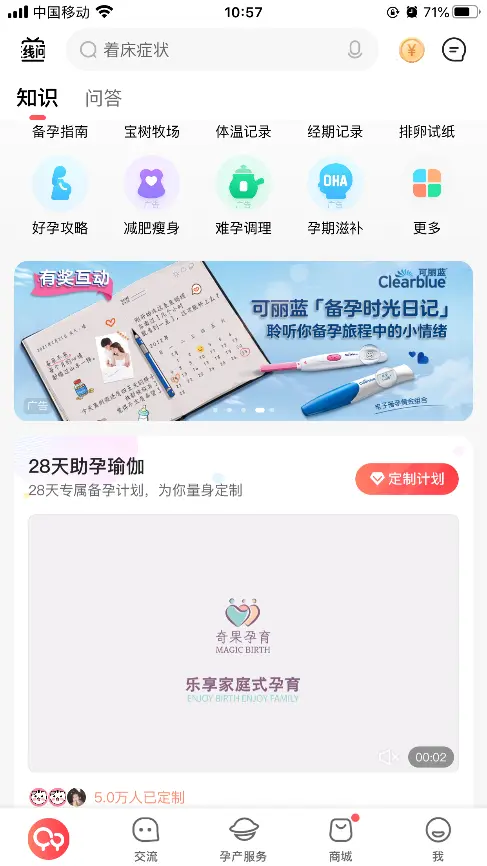 中国移动
10:57
71%
线问
着床症状
知识
问答
备孕指南
宝树牧场
体温记录
经期记录
排卵试纸
DHA
广告
广告
广告
好孕攻略
减肥瘦身
难孕调理
孕期滋补
更多
有奖互动
可丽蓝
Clearblue
可丽蓝「备孕时光日记」
聆听你备孕旅程中的小情绪
广告
28天助孕瑜伽
28天专属备孕计划，为你量身定制
定制计划
奇果孕育
MAGIC BIRTH
乐享家庭式孕育
ENJOY BIRTH ENJOY FAMILY
00:02
5.0万人已定制
交流
孕产服务
商城
我